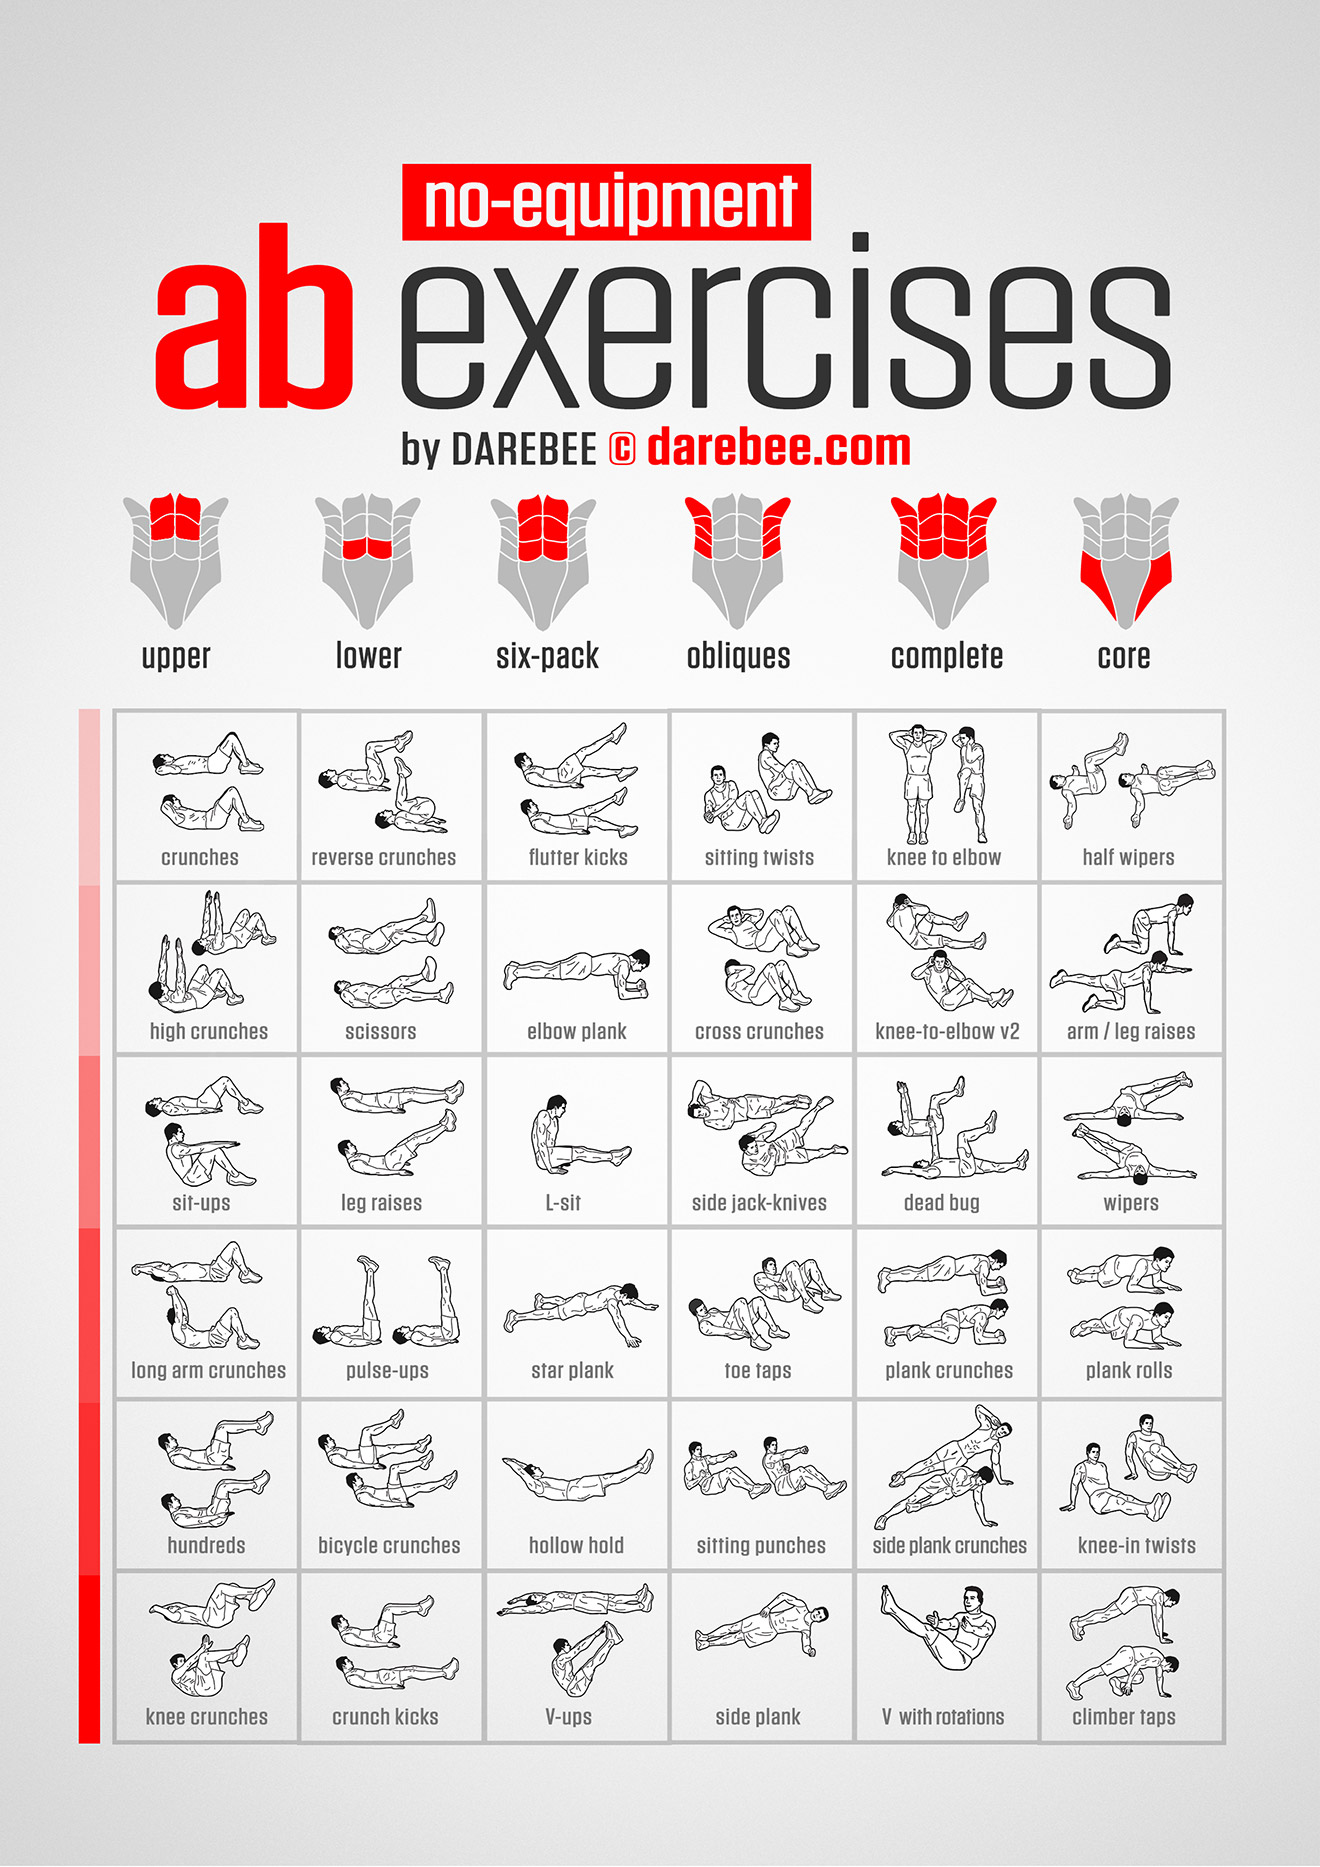 no-equipment
ab exercises
by DAREBEE © darebee.com
upper lower six-pack obliques complete core
crunches reverse crunches flutter kicks sitting twists knee to elbow half wipers
high crunches scissors elbow plank cross crunches knee-to-elbow v2 arm / leg raises
sit-ups leg raises L-sit side jack-knives dead bug wipers
long arm crunches pulse-ups star plank toe taps plank crunches plank rolls
hundreds bicycle crunches hollow hold sitting punches side plank crunches knee-in twists
knee crunches crunch kicks V-ups side plank V with rotations climber taps